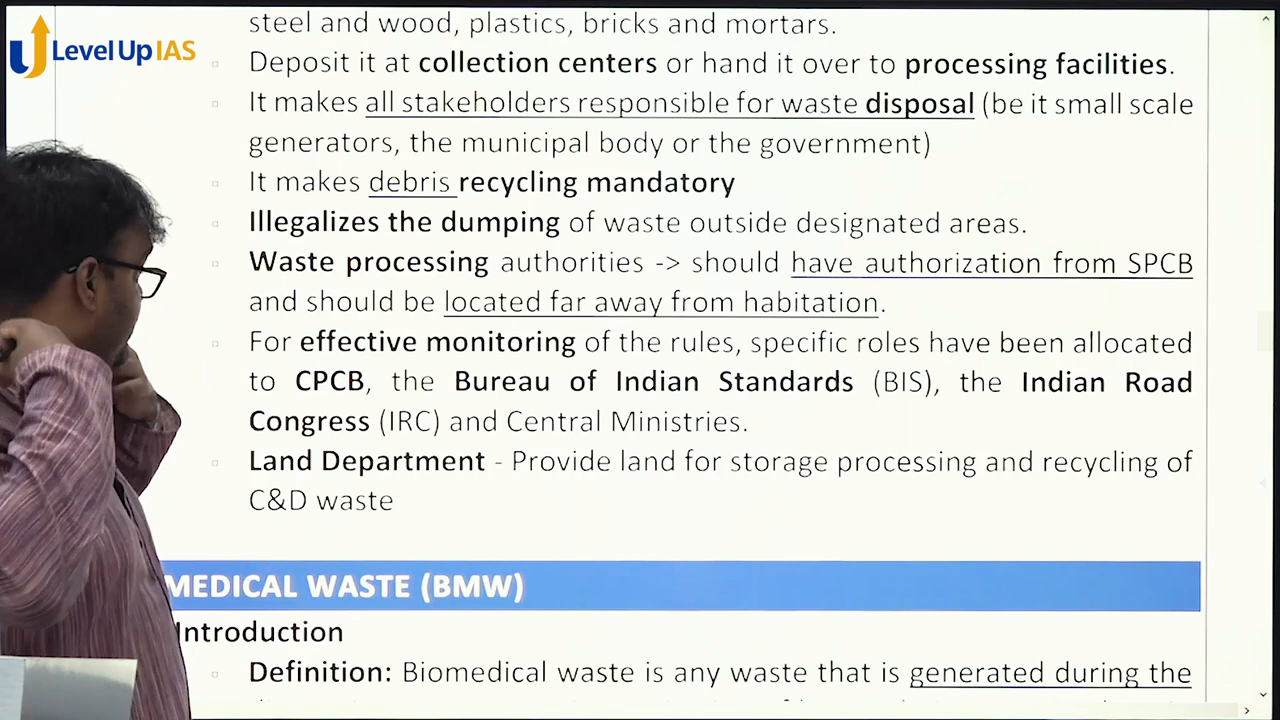 steel and wood, plastics, bricks and mortars.
Level Up IAS
Deposit it at collection centers or hand it over to processing facilities.
It makes all stakeholders responsible for waste disposal (be it small scale
generators, the municipal body or the government)
It makes debris recycling mandatory
Illegalizes the dumping of waste outside designated areas.
Waste processing authorities -> should have authorization from SPCB
and should be located far away from habitation.
For effective monitoring of the rules, specific roles have been allocated
to CPCB, the Bureau of Indian Standards (BIS), the Indian Road
Congress (IRC) and Central Ministries.
Land Department - Provide land for storage processing and recycling of
C&D waste
MEDICAL WASTE (BMW)
Introduction
Definition: Biomedical waste is any waste that is generated during the